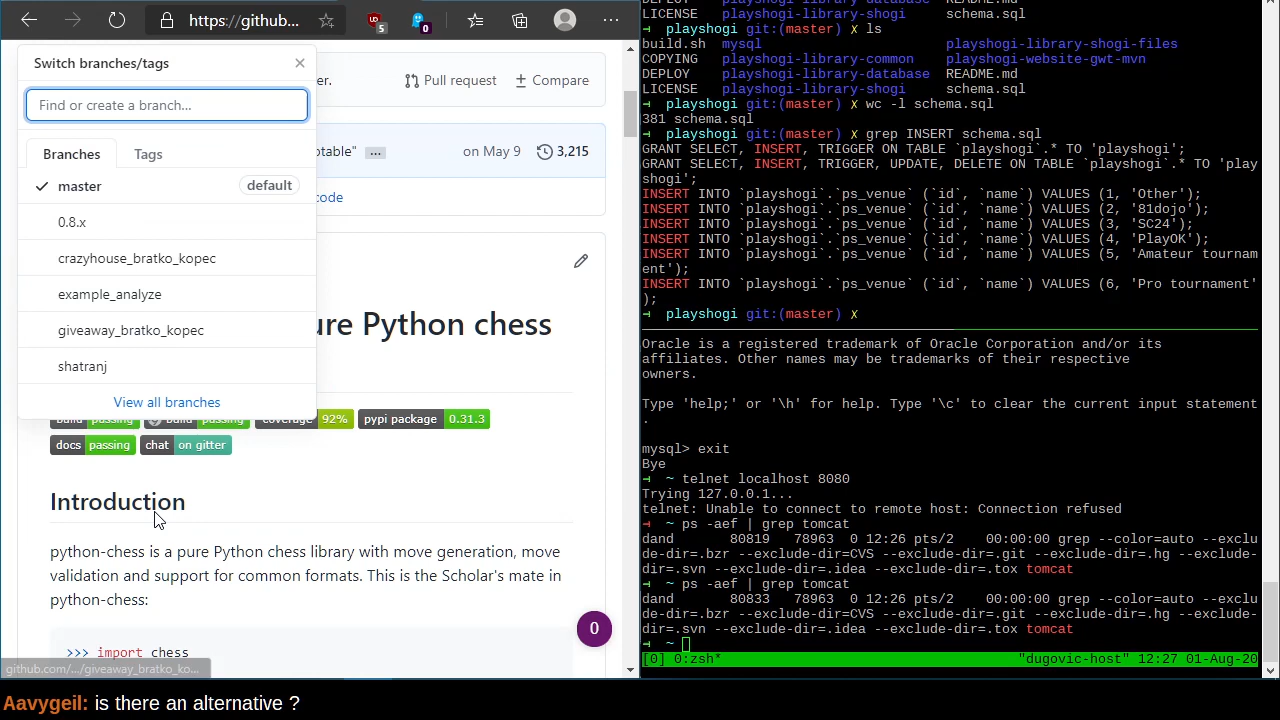 https://github...
5
0
Switch branches/tags
Find or create a branch...
Branches
Tags
master
default
0.8.x
crazyhouse_bratko_kopec
example_analyze
giveaway_bratko_kopec
shatranj
View all branches
er.
Pull request
Compare
otable"
...
on May 9
3,215
code
ure Python chess
build passing
build passing
coverage 92%
pypi package 0.31.3
docs passing
chat on gitter
Introduction
python-chess is a pure Python chess library with move generation, move
validation and support for common formats. This is the Scholar's mate in
python-chess:
>>> import chess
0
github.com/.../giveaway_bratko_ko...
DEPLOY playshogi-library-database README.md
LICENSE playshogi-library-shogi schema.sql
→ playshogi git:(master) ✗ ls
build.sh mysql playshogi-library-shogi-files
COPYING playshogi-library-common playshogi-website-gwt-mvn
DEPLOY playshogi-library-database README.md
LICENSE playshogi-library-shogi schema.sql
→ playshogi git:(master) ✗ wc -l schema.sql
381 schema.sql
→ playshogi git:(master) ✗ grep INSERT schema.sql
GRANT SELECT, INSERT, TRIGGER ON TABLE `playshogi`.* TO 'playshogi';
GRANT SELECT, INSERT, TRIGGER, UPDATE, DELETE ON TABLE `playshogi`.* TO 'play
shogi';
INSERT INTO `playshogi`.`ps_venue` (`id`, `name`) VALUES (1, 'Other');
INSERT INTO `playshogi`.`ps_venue` (`id`, `name`) VALUES (2, '81dojo');
INSERT INTO `playshogi`.`ps_venue` (`id`, `name`) VALUES (3, 'SC24');
INSERT INTO `playshogi`.`ps_venue` (`id`, `name`) VALUES (4, 'PlayOK');
INSERT INTO `playshogi`.`ps_venue` (`id`, `name`) VALUES (5, 'Amateur tournam
ent');
INSERT INTO `playshogi`.`ps_venue` (`id`, `name`) VALUES (6, 'Pro tournament'
);
→ playshogi git:(master) ✗
Oracle is a registered trademark of Oracle Corporation and/or its
affiliates. Other names may be trademarks of their respective
owners.
Type 'help;' or '\h' for help. Type '\c' to clear the current input statement
.
mysql> exit
Bye
→ ~ telnet localhost 8080
Trying 127.0.0.1...
telnet: Unable to connect to remote host: Connection refused
→ ~ ps -aef | grep tomcat
dand 80819 78963 0 12:26 pts/2 00:00:00 grep --color=auto --exclu
de-dir=.bzr --exclude-dir=CVS --exclude-dir=.git --exclude-dir=.hg --exclude-
dir=.svn --exclude-dir=.idea --exclude-dir=.tox tomcat
→ ~ ps -aef | grep tomcat
dand 80833 78963 0 12:26 pts/2 00:00:00 grep --color=auto --exclu
de-dir=.bzr --exclude-dir=CVS --exclude-dir=.git --exclude-dir=.hg --exclude-
dir=.svn --exclude-dir=.idea --exclude-dir=.tox tomcat
→ ~
[0] 0:zsh* "dugovic-host" 12:27 01-Aug-20
Aavygeil: is there an alternative ?